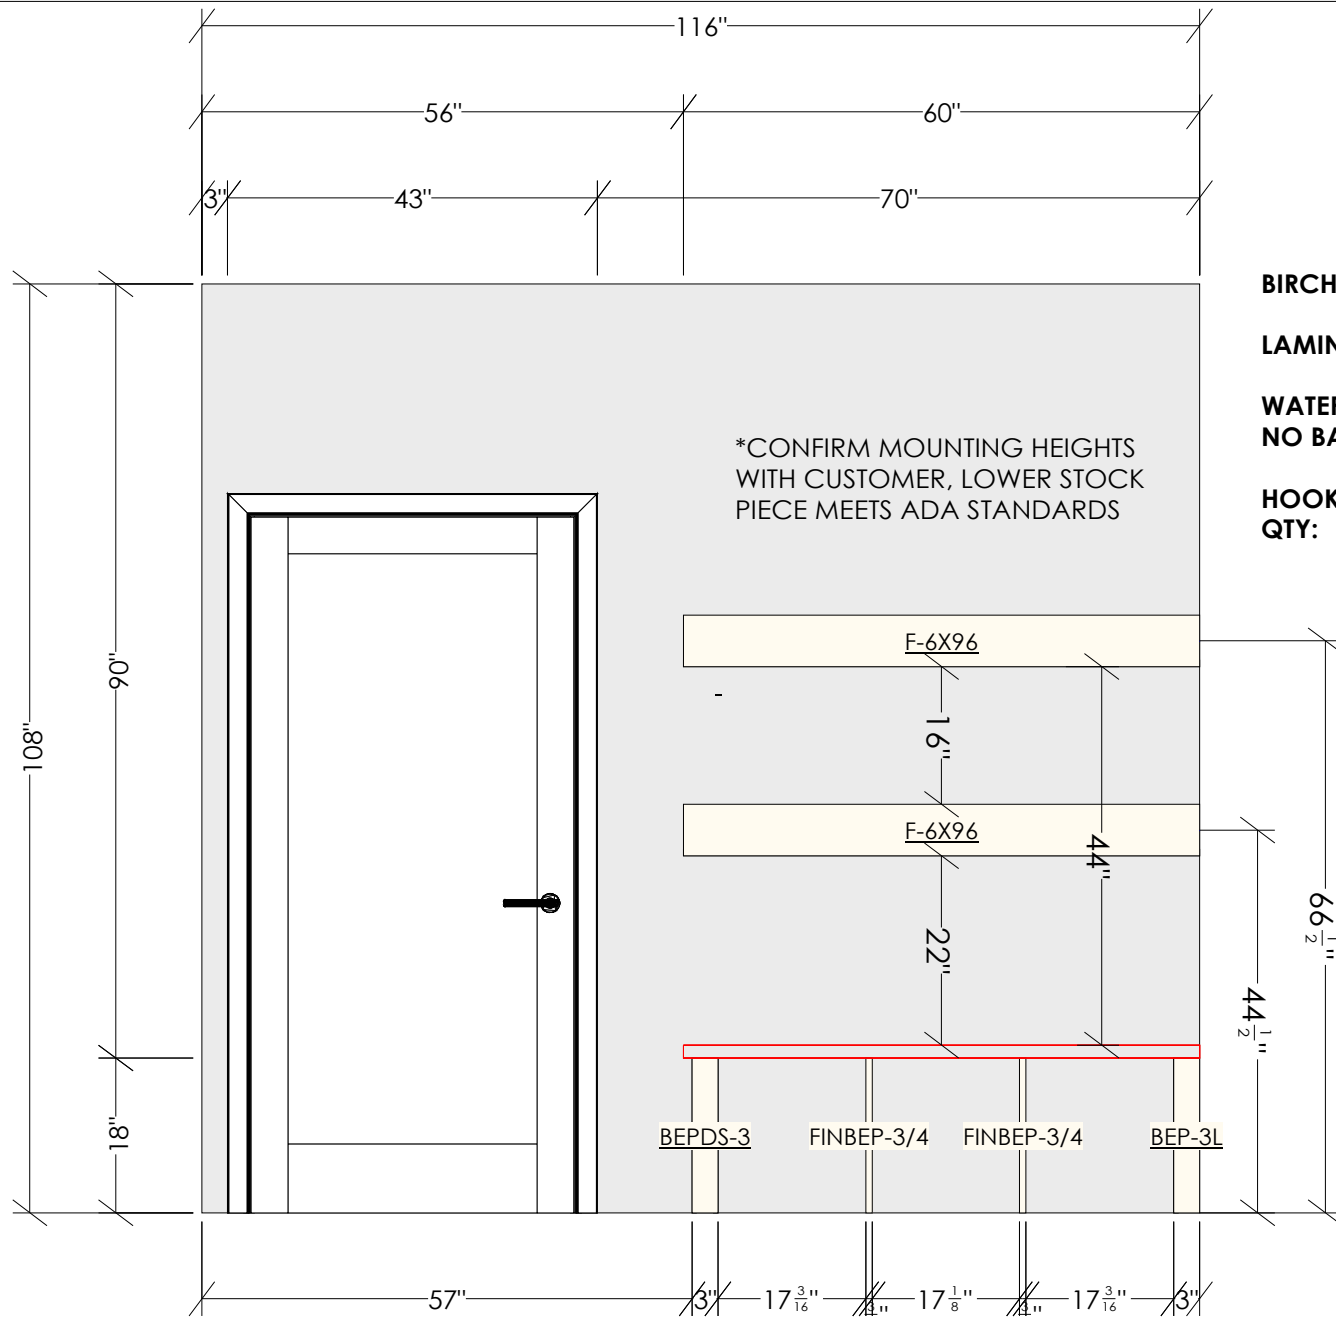 116"
56"
60"
3"
43"
70"
BIRCH
LAMIN
WATER
NO BA
HOOK
QTY:
*CONFIRM MOUNTING HEIGHTS
WITH CUSTOMER, LOWER STOCK
PIECE MEETS ADA STANDARDS
F-6X96
16"
F-6X96
44"
22"
90"
108"
18"
66 1/2"
44 1/2"
BEPDS-3
FINBEP-3/4
FINBEP-3/4
BEP-3L
57"
3"
17 3/16"
17 1/8"
17 3/16"
3"